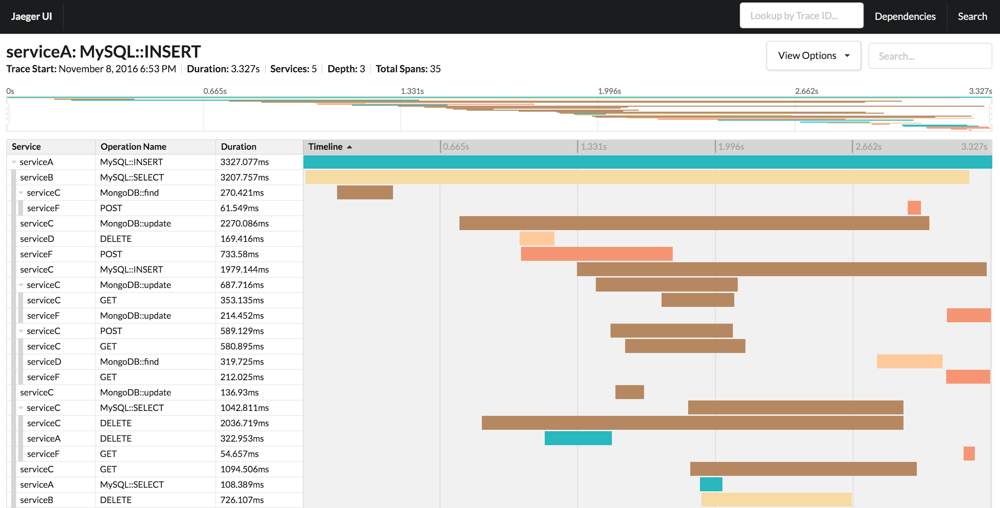 Jaeger UI Lookup by Trace ID... Dependencies Search
serviceA: MySQL::INSERT
View Options Search...
Trace Start: November 8, 2016 6:53 PM Duration: 3.327s Services: 5 Depth: 3 Total Spans: 35
0s 0.665s 1.331s 1.996s 2.662s 3.327s
Service Operation Name Duration Timeline 0.665s 1.331s 1.996s 2.662s 3.327s
serviceA MySQL::INSERT 3327.077ms
serviceB MySQL::SELECT 3207.757ms
serviceC MongoDB::find 270.421ms
serviceF POST 61.549ms
serviceC MongoDB::update 2270.086ms
serviceD DELETE 169.416ms
serviceF POST 733.58ms
serviceC MySQL::INSERT 1979.144ms
serviceC MongoDB::update 687.716ms
serviceC GET 353.135ms
serviceF MongoDB::update 214.452ms
serviceC POST 589.129ms
serviceC GET 580.895ms
serviceD MongoDB::find 319.725ms
serviceF GET 212.025ms
serviceC MongoDB::update 136.93ms
serviceC MySQL::SELECT 1042.811ms
serviceC DELETE 2036.719ms
serviceA DELETE 322.953ms
serviceF GET 54.657ms
serviceC GET 1094.506ms
serviceA MySQL::SELECT 108.389ms
serviceB DELETE 726.107ms